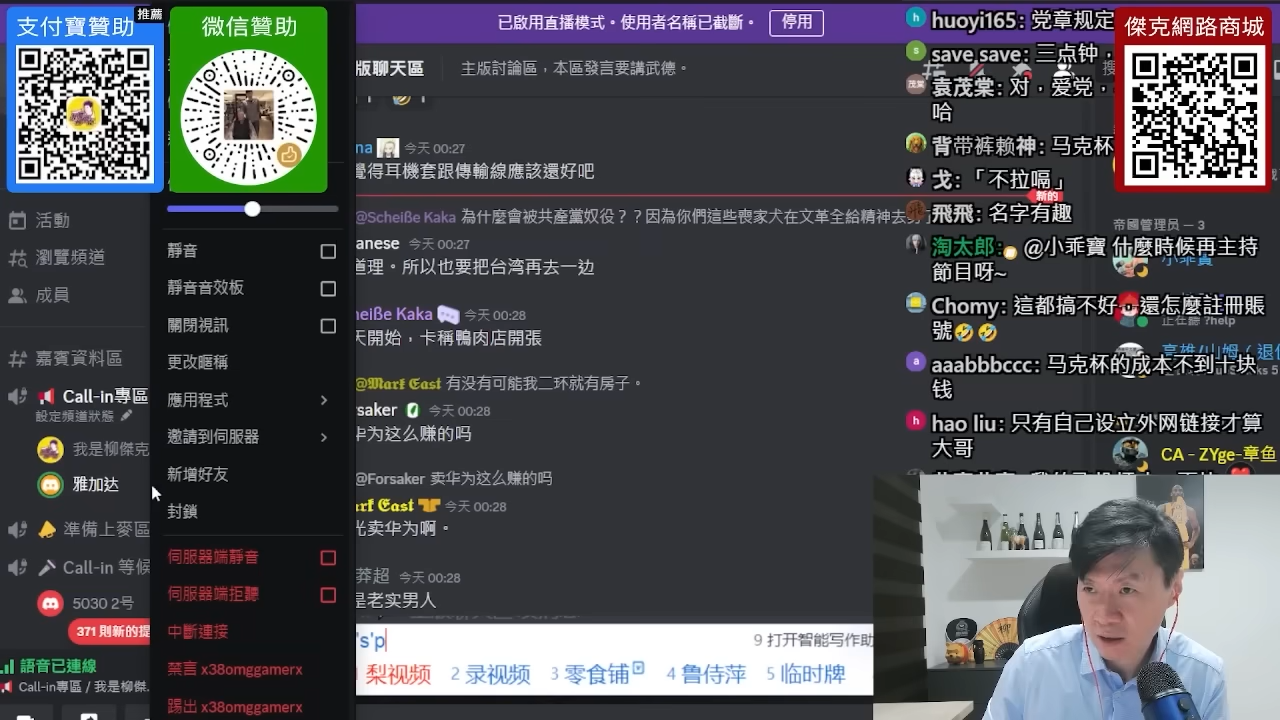 支付寶贊助
推薦
微信贊助
已啟用直播模式。使用者名稱已截斷。
停用
傑克網路商城
版聊天區
主版討論區，本區發言要講武德。
活動
瀏覽頻道
成員
嘉賓資料區
Call-in專區
設定頻道狀態
我是柳傑克
雅加达
準備上麥區
Call-in 等候
5030 2号
371 則新的提
語音已連線
Call-in專區 / 我是柳傑...
靜音
靜音音效板
關閉視訊
更改暱稱
應用程式
邀請到伺服器
新增好友
封鎖
伺服器端靜音
伺服器端拒聽
中斷連接
禁言 x38omggamerx
踢出 x38omggamerx
na 今天 00:27
覺得耳機套跟傳輸線應該還好吧
新的
@Scheiße Kaka 為什麼會被共產黨奴役？？因為你們這些喪家犬在文革全給精神去势了
anese 今天 00:27
道理。所以也要把台湾再去一边
eiße Kaka 今天 00:28
天開始，卡稱鴨肉店開張
@Mark East 有没有可能我二环就有房子。
rsaker 今天 00:28
华为这么赚的吗
@Forsaker 卖华为这么赚的吗
ark East 今天 00:28
光卖华为啊。
莽超 今天 00:28
是老实男人
's'p
9 打开智能写作助
梨视频 2 录视频 3 零食铺 4 鲁侍萍 5 临时牌
huoyi165: 党章规定
save save: 三点钟，
袁茂棠: 对，爱党，
哈
背带裤赖神: 马克杯
戈: 「不拉嗝」
飛飛: 名字有趣
淘太郎: @小乖寶 什麼時候再主持
節目呀~
Chomy: 這都搞不好，還怎麼註冊賬
號🤣🤣
aaabbbccc: 马克杯的成本不到十块
钱
hao liu: 只有自己设立外网链接才算
大哥
帝國管理员 — 3
小乖寶
正在聽 ?help
CA - ZYge-章鱼